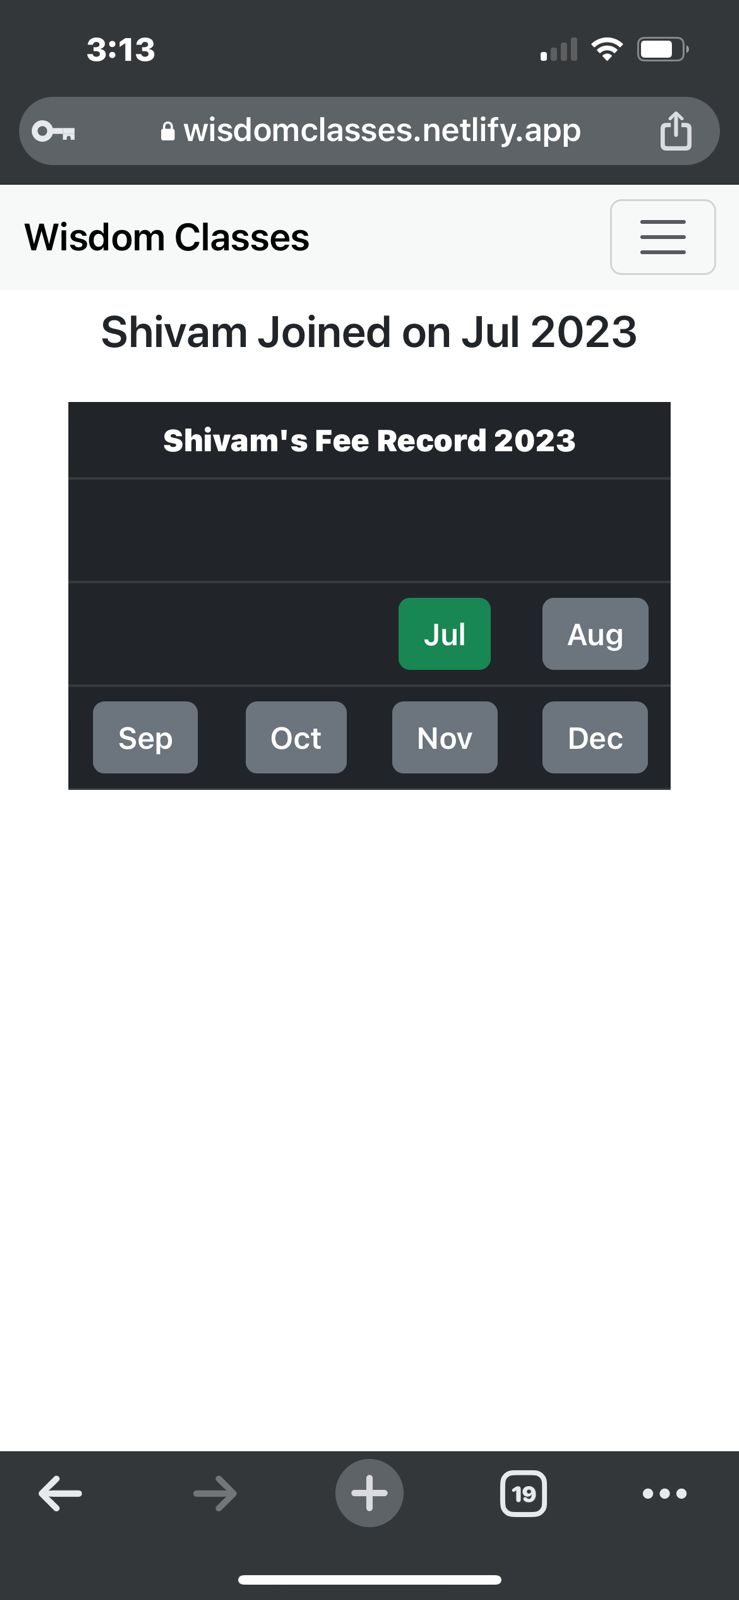 3:13
wisdomclasses.netlify.app
Wisdom Classes
Shivam Joined on Jul 2023
Shivam's Fee Record 2023
Jul Aug
Sep Oct Nov Dec
19